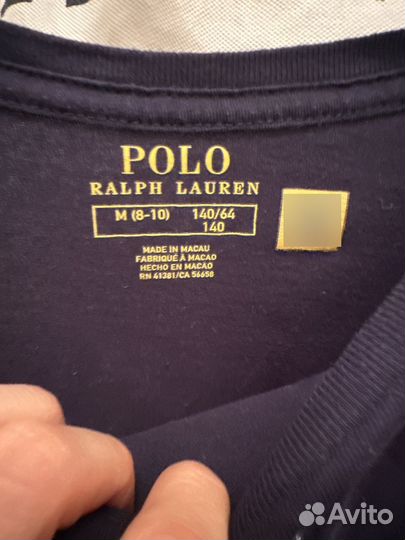 POLO
RALPH LAUREN
M (8-10) 140/64
140
MADE IN MACAU
FABRIQUÉ À MACAO
HECHO EN MACAO
RN 41381/CA 56658
Avito